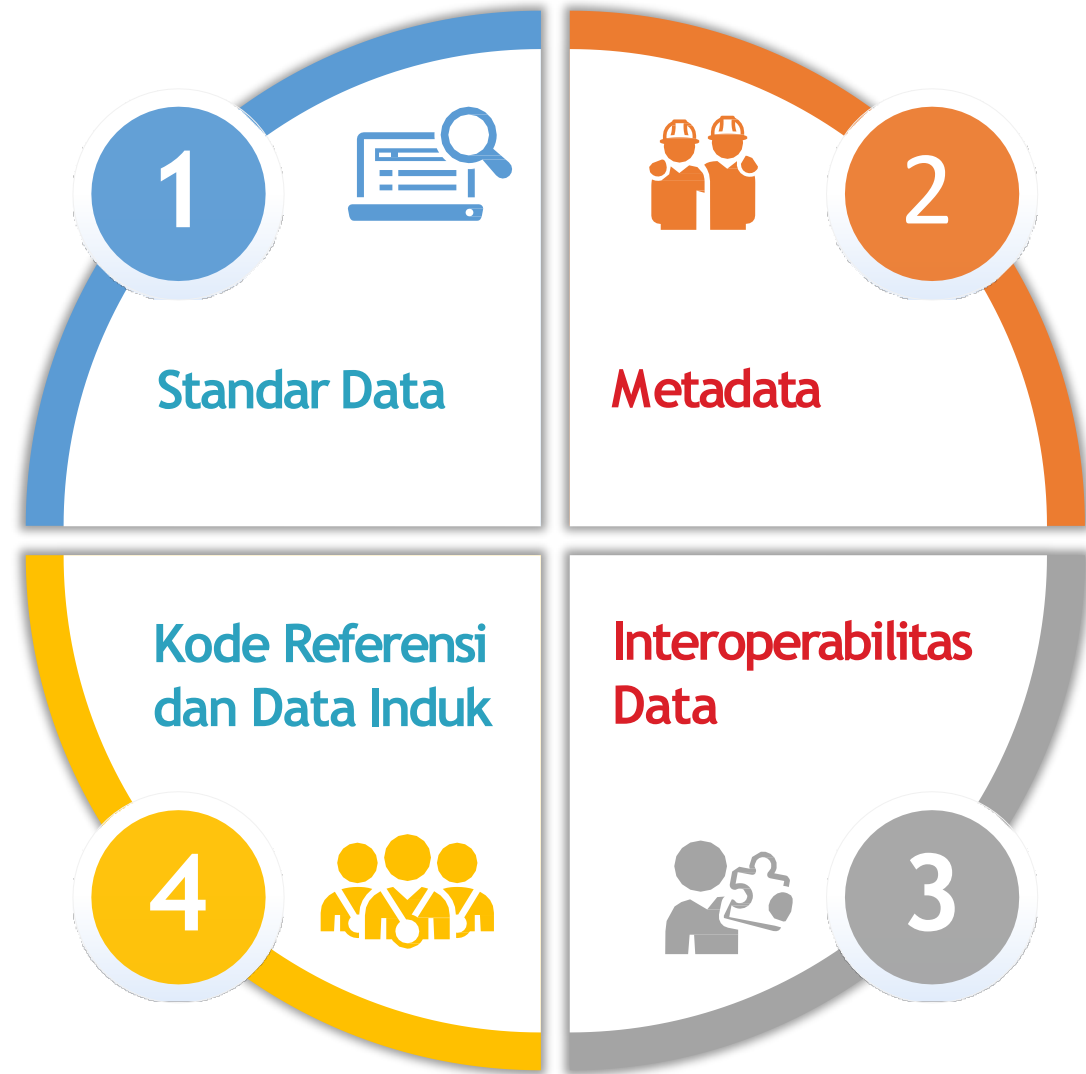 1
Standar Data
2
Metadata
Interoperabilitas
Data
3
Kode Referensi
dan Data Induk
4